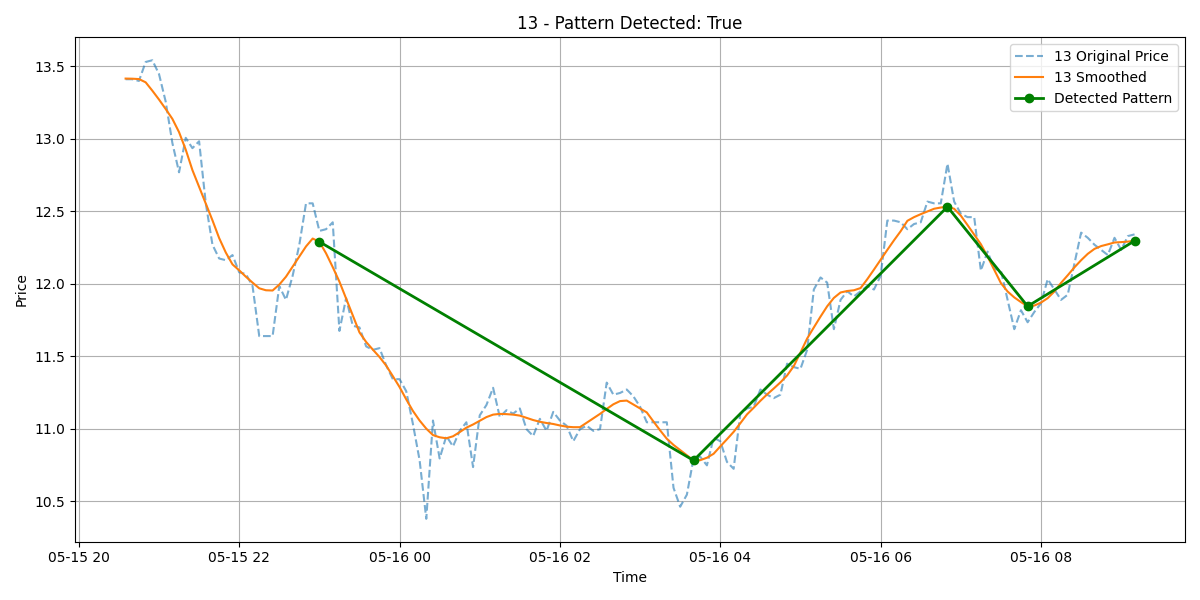 13 - Pattern Detected: True
13 Original Price
13 Smoothed
Detected Pattern
Price
13.5
13.0
12.5
12.0
11.5
11.0
10.5
05-15 20
05-15 22
05-16 00
05-16 02
05-16 04
05-16 06
05-16 08
Time